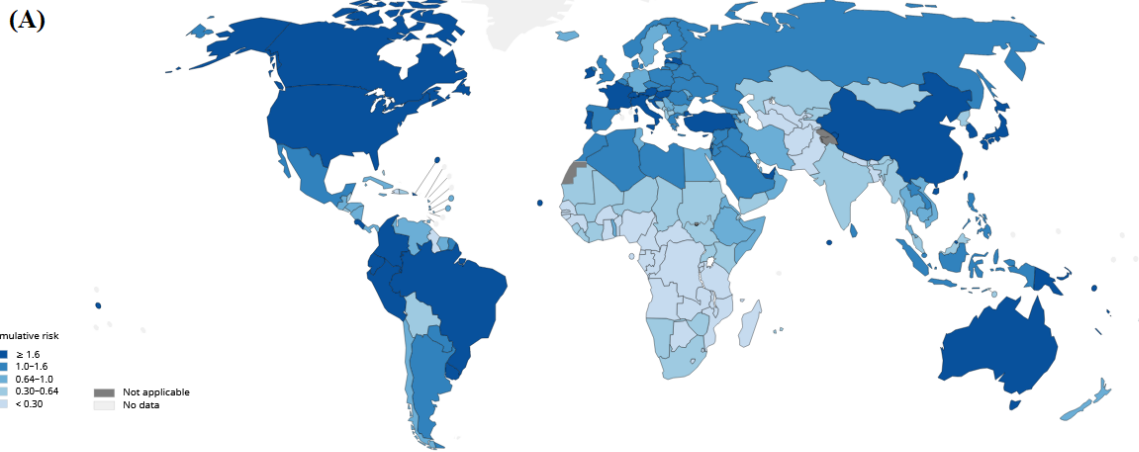 (A)
mulative risk
≥ 1.6
1.0–1.6
0.64–1.0
0.30–0.64
< 0.30
Not applicable
No data